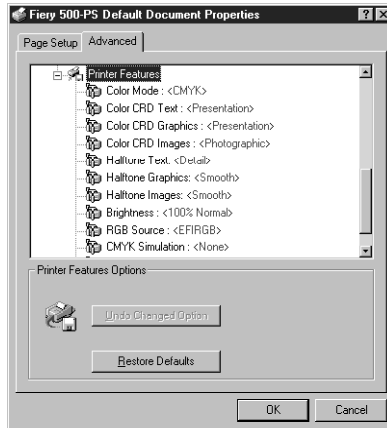 Fiery 500-PS Default Document Properties
Page Setup Advanced
Printer Features
Color Mode : <CMYK>
Color CRD Text : <Presentation>
Color CRD Graphics : <Presentation>
Color CRD Images : <Photographic>
Halftone Text: <Detail>
Halftone Graphics: <Smooth>
Halftone Images: <Smooth>
Brightness : <100% Normal>
RGB Source : <EFIRGB>
CMYK Simulation : <None>
Printer Features Options
Undo Changed Option
Restore Defaults
OK Cancel